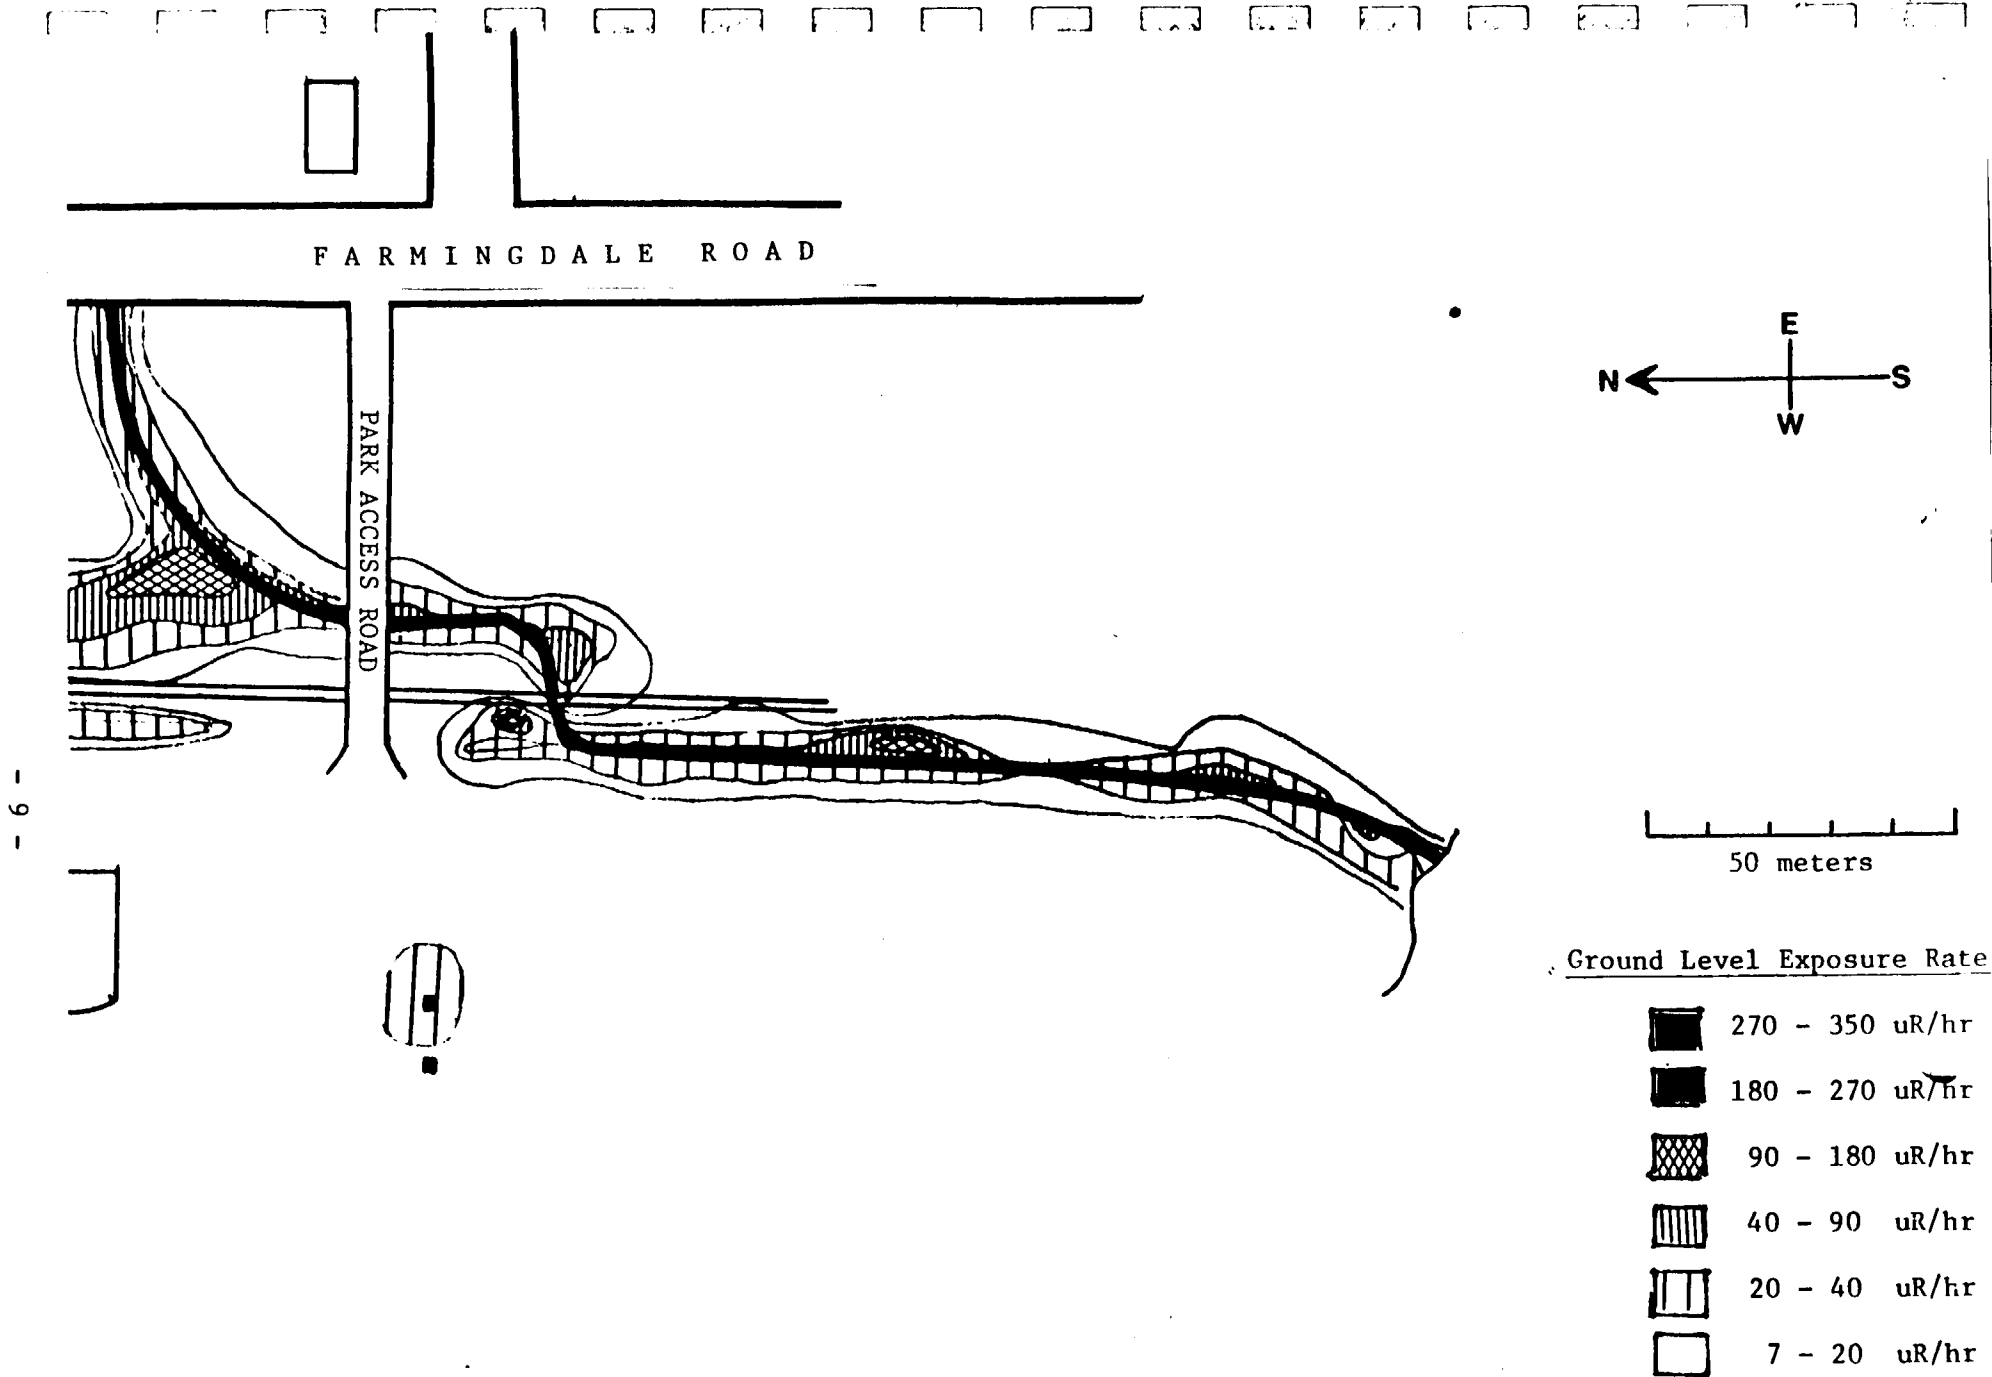 FARMINGDALE ROAD
PARK ACCESS ROAD
E
N
S
W
50 meters
Ground Level Exposure Rate
270 - 350 uR/hr
180 - 270 uR/hr
90 - 180 uR/hr
40 - 90 uR/hr
20 - 40 uR/hr
7 - 20 uR/hr
- 9 -